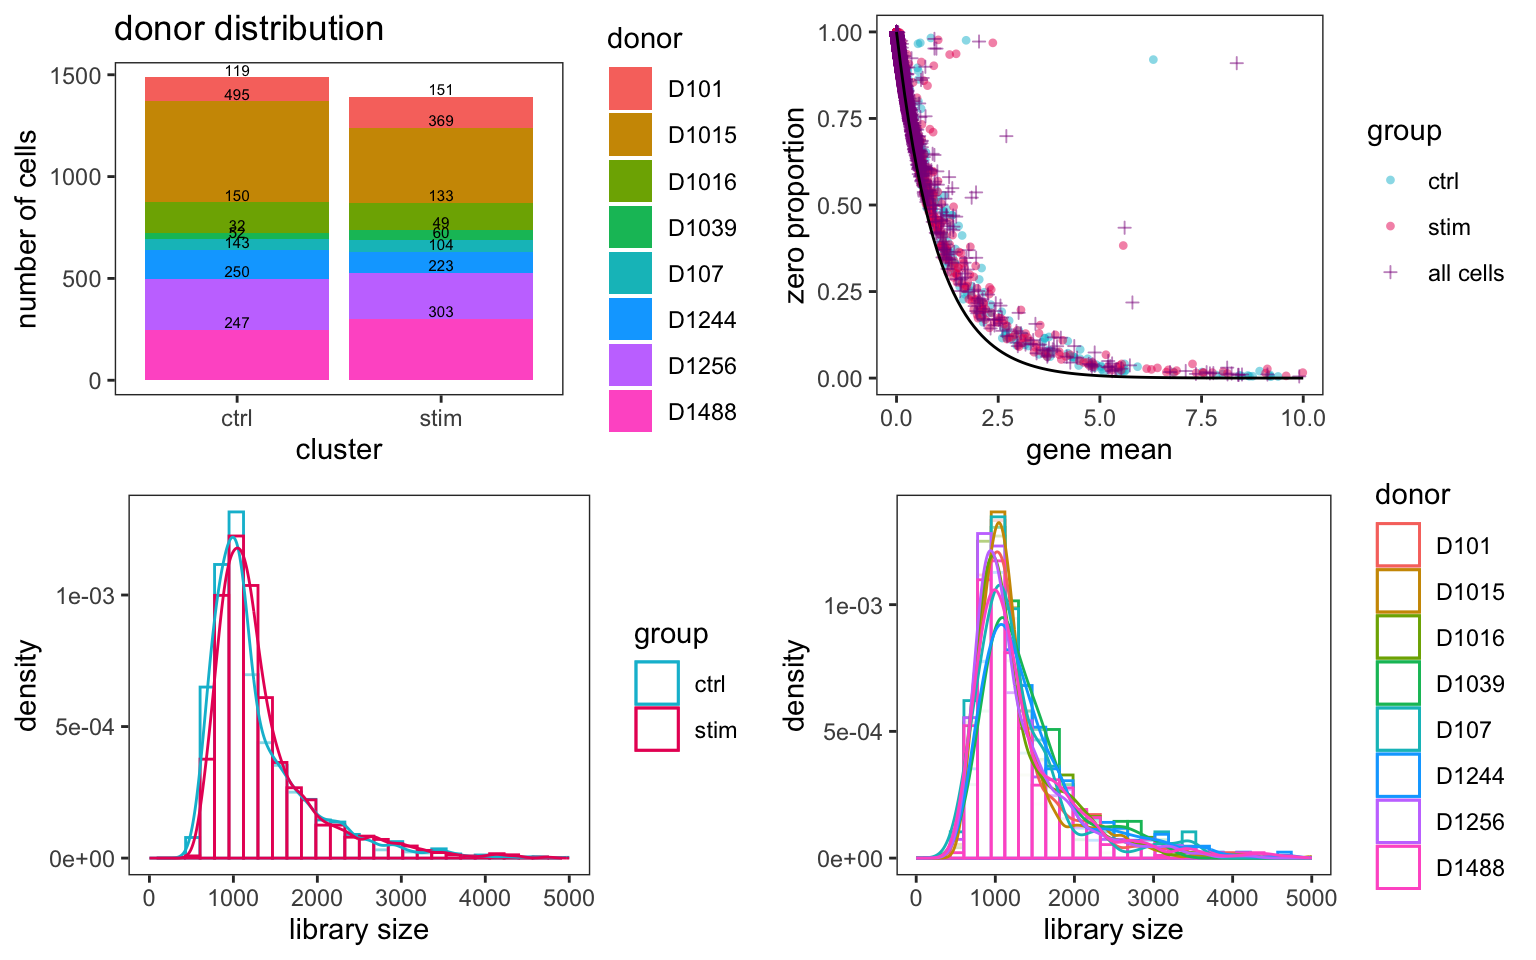 donor distribution
number of cells
1500
1000
500
0
119
495
150
32
52
143
250
247
151
369
133
49
60
104
223
303
ctrl
stim
cluster
donor
D101
D1015
D1016
D1039
D107
D1244
D1256
D1488
zero proportion
1.00
0.75
0.50
0.25
0.00
0.0
2.5
5.0
7.5
10.0
gene mean
group
ctrl
stim
all cells
density
1e-03
5e-04
0e+00
0
1000
2000
3000
4000
5000
library size
group
ctrl
stim
density
1e-03
5e-04
0e+00
0
1000
2000
3000
4000
5000
library size
donor
D101
D1015
D1016
D1039
D107
D1244
D1256
D1488